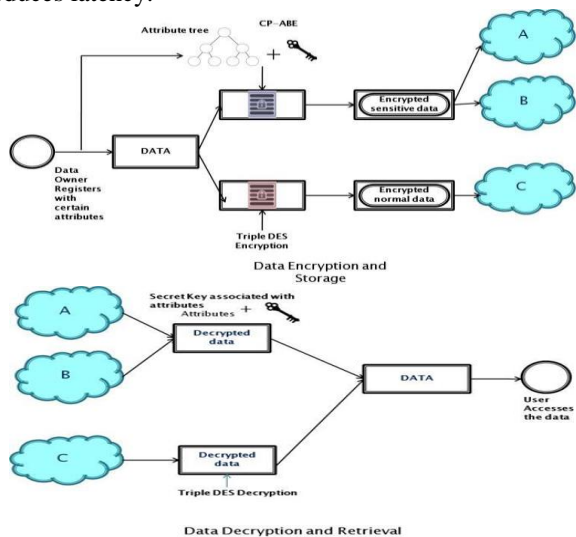 duces latency.
Attribute tree
CP-ABE
+
A
B
DATA
Encrypted
sensitive data
Data
Owner
Registers
with
certain
attributes
Encrypted
normal data
C
Triple DES
Encryption
Data Encryption and
Storage
A
Secret Key associated with
attributes
Attributes +
Decrypted
data
B
DATA
User
Accesses
the data
C
Decrypted
data
Triple DES Decryption
Data Decryption and Retrieval